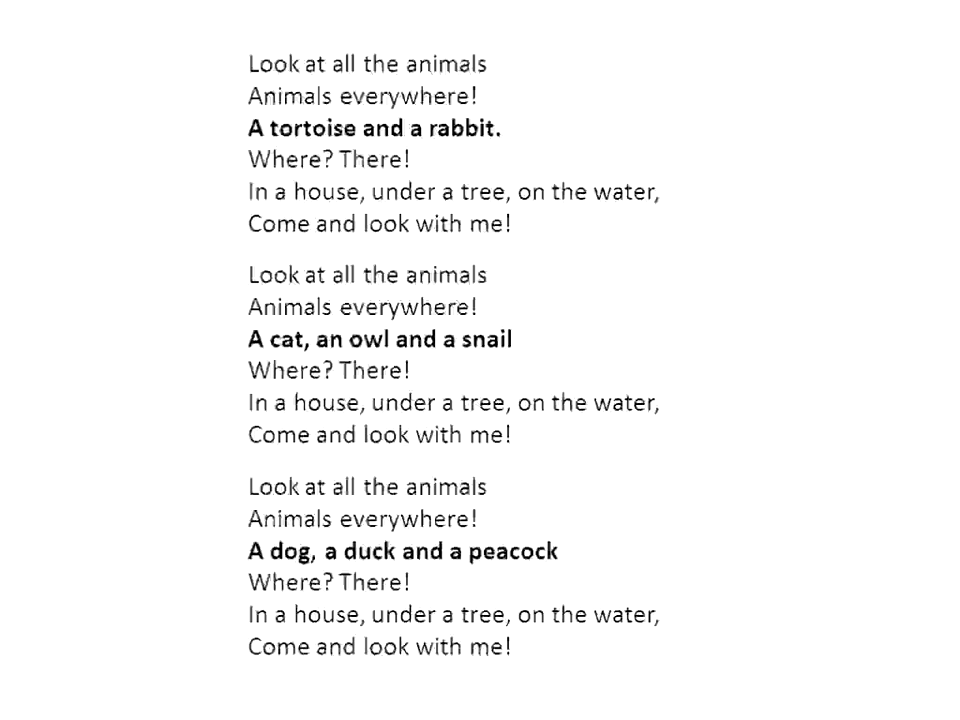 Look at all the animals
Animals everywhere!
A tortoise and a rabbit.
Where? There!
In a house, under a tree, on the water,
Come and look with me!
Look at all the animals
Animals everywhere!
A cat, an owl and a snail
Where? There!
In a house, under a tree, on the water,
Come and look with me!
Look at all the animals
Animals everywhere!
A dog, a duck and a peacock
Where? There!
In a house, under a tree, on the water,
Come and look with me!